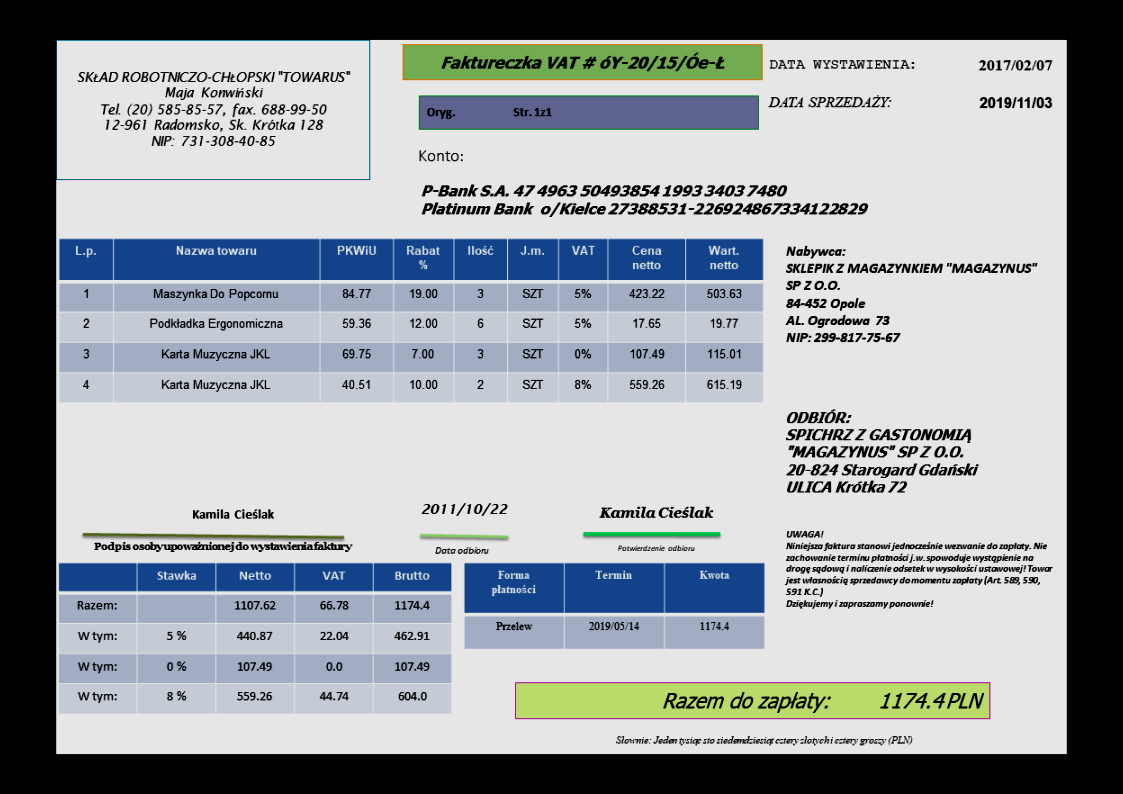 SKŁAD ROBOTNICZO-CHŁOPSKI "TOWARUS"
Maja Konwiński
Tel. (20) 585-85-57, fax. 688-99-50
12-961 Radomsko, Sk. Krótka 128
NIP: 731-308-40-85
Faktureczka VAT # óY-20/15/Óe-Ł
DATA WYSTAWIENIA: 2017/02/07
Oryg. Str. 1z1
DATA SPRZEDAŻY: 2019/11/03
Konto:
P-Bank S.A. 47 4963 50493854 1993 3403 7480
Platinum Bank o/Kielce 27388531-226924867334122829
L.p. Nazwa towaru PKWiU Rabat % Ilość J.m. VAT Cena netto Wart. netto
1 Maszynka Do Popcornu 84.77 19.00 3 SZT 5% 423.22 503.63
2 Podkładka Ergonomiczna 59.36 12.00 6 SZT 5% 17.65 19.77
3 Karta Muzyczna JKL 69.75 7.00 3 SZT 0% 107.49 115.01
4 Karta Muzyczna JKL 40.51 10.00 2 SZT 8% 559.26 615.19
Nabywca:
SKLEPIK Z MAGAZYNKIEM "MAGAZYNUS"
SP Z O.O.
84-452 Opole
AL. Ogrodowa 73
NIP: 299-817-75-67
ODBIÓR:
SPICHRZ Z GASTONOMIĄ
"MAGAZYNUS" SP Z O.O.
20-824 Starogard Gdański
ULICA Krótka 72
Kamila Cieślak
Podpis osoby upoważnionej do wystawienia faktury
2011/10/22
Data odbioru
Kamila Cieślak
Potwierdzenie odbioru
UWAGA!
Niniejsza faktura stanowi jednocześnie wezwanie do zapłaty. Nie
zachowanie terminu płatności j.w. spowoduje wystąpienie na
drogę sądową i naliczenie odsetek w wysokości ustawowej! Towar
jest własnością sprzedawcy do momentu zapłaty (Art. 589, 590,
591 K.C.)
Dziękujemy i zapraszamy ponownie!
Stawka Netto VAT Brutto
Razem: 1107.62 66.78 1174.4
W tym: 5 % 440.87 22.04 462.91
W tym: 0 % 107.49 0.0 107.49
W tym: 8 % 559.26 44.74 604.0
Forma płatności Termin Kwota
Przelew 2019/05/14 1174.4
Razem do zapłaty: 1174.4 PLN
Słownie: Jeden tysiąc sto siedemdziesiąt cztery złotych i cztery groszy (PLN)